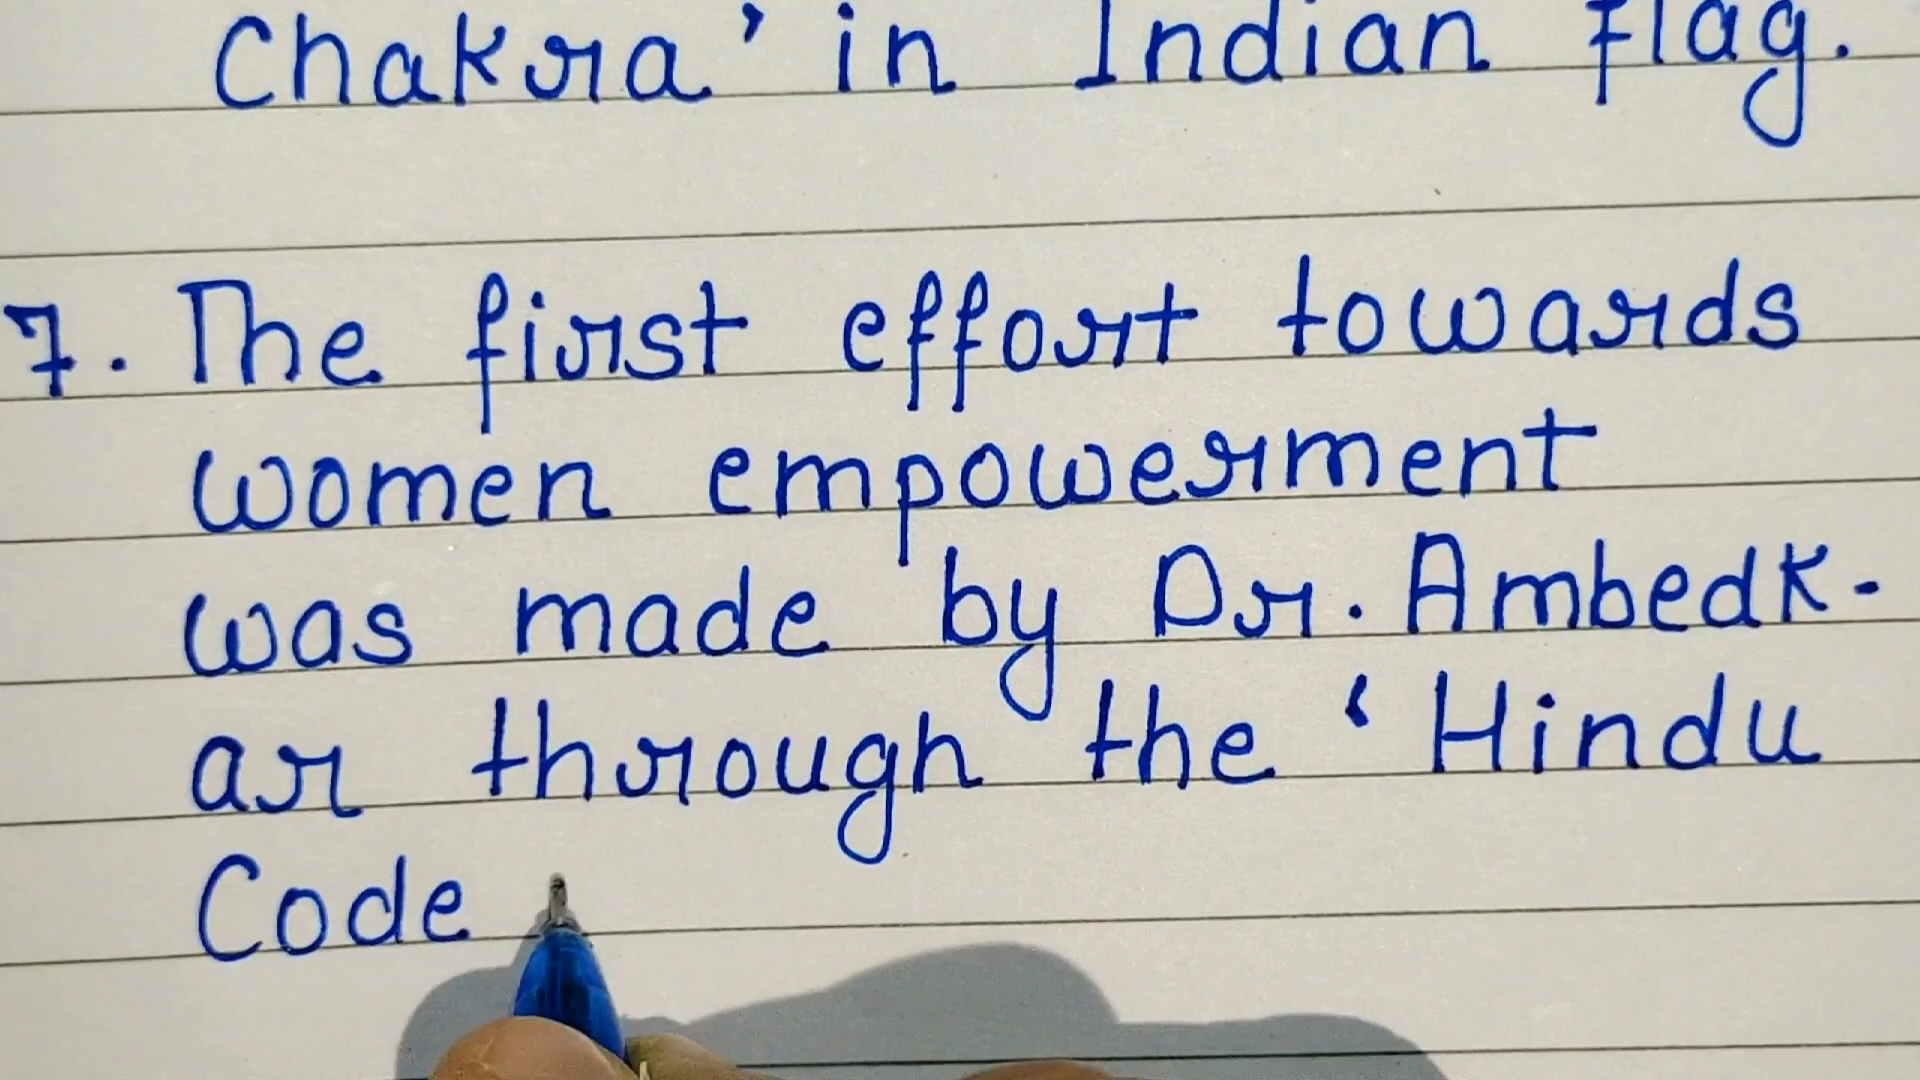 Chakra' in Indian flag.
7. The first effort towards
women empowerment
was made by Dr. Ambedk-
ar through the 'Hindu
Code